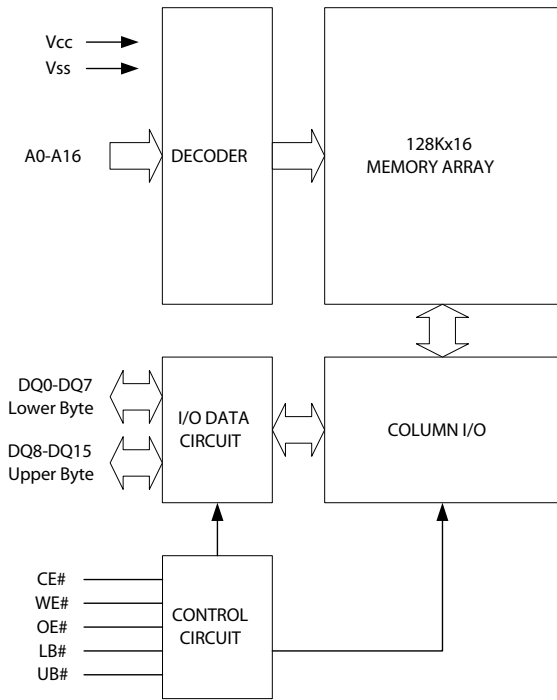 Vcc
Vss
A0-A16
DECODER
128Kx16
MEMORY ARRAY
DQ0-DQ7
Lower Byte
DQ8-DQ15
Upper Byte
I/O DATA
CIRCUIT
COLUMN I/O
CE#
WE#
OE#
LB#
UB#
CONTROL
CIRCUIT